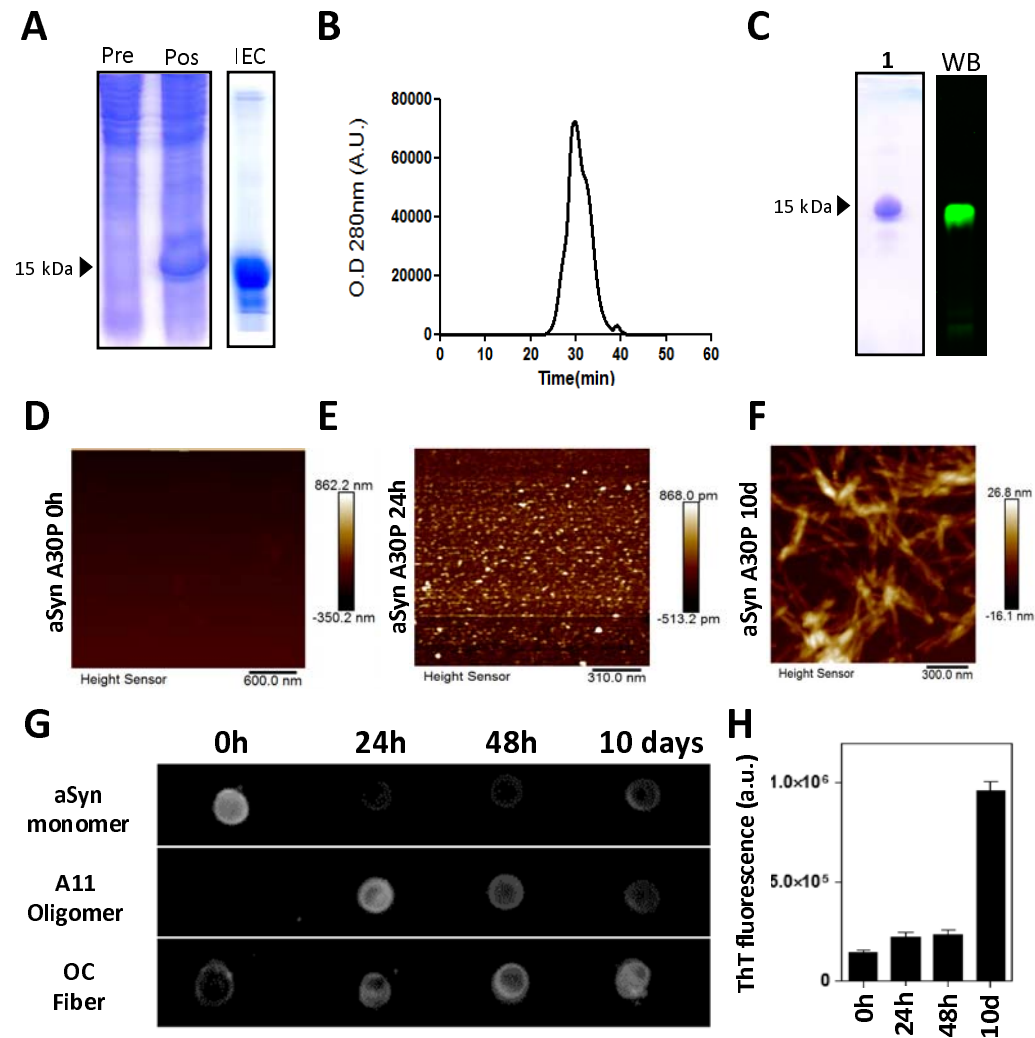 A
Pre
Pos
IEC
15 kDa
B
O.D 280nm (A.U.)
80000
60000
40000
20000
0
0
10
20
30
40
50
60
Time(min)
C
1
WB
15 kDa
D
aSyn A30P 0h
862.2 nm
-350.2 nm
Height Sensor
600.0 nm
E
aSyn A30P 24h
868.0 pm
-513.2 pm
Height Sensor
310.0 nm
F
aSyn A30P 10d
26.8 nm
-16.1 nm
Height Sensor
300.0 nm
G
0h
24h
48h
10 days
aSyn
monomer
A11
Oligomer
OC
Fiber
H
ThT fluorescence (a.u.)
1.0×10⁶
5.0×10⁵
0
0h
24h
48h
10d